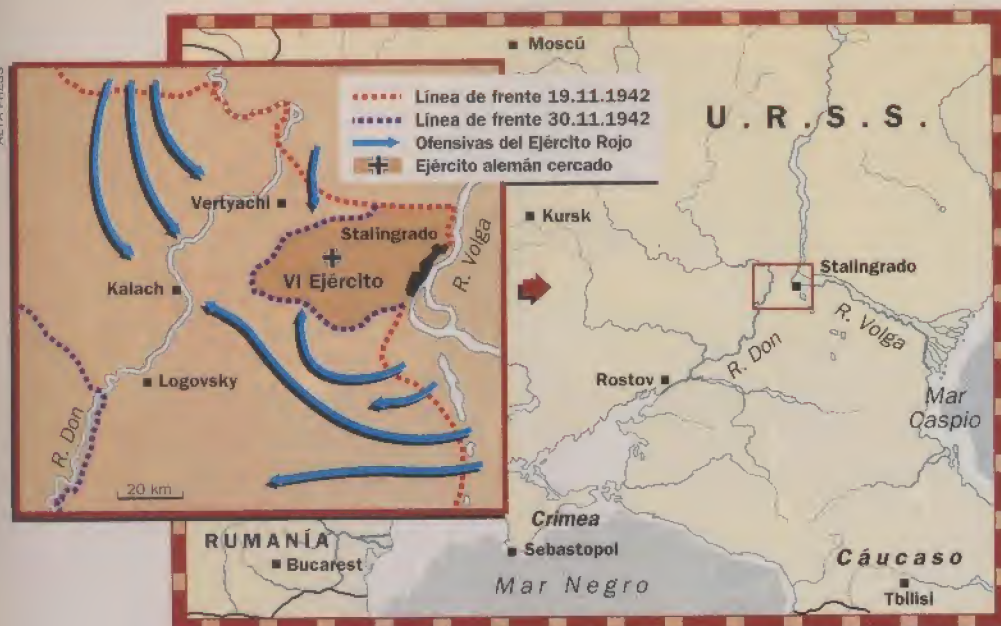 ALTA PRESS
Moscú
Línea de frente 19.11.1942
Línea de frente 30.11.1942
Ofensivas del Ejército Rojo
Ejército alemán cercado
U.R.S.S.
Vertyachi
Kursk
Stalingrado
VI Ejército
R. Volga
Kalach
Logovsky
R. Don
20 km
Stalingrado
R. Volga
R. Don
Rostov
Mar
Caspio
Crimea
RUMANÍA
Bucarest
Sebastopol
Mar Negro
Cáucaso
Tbilisi